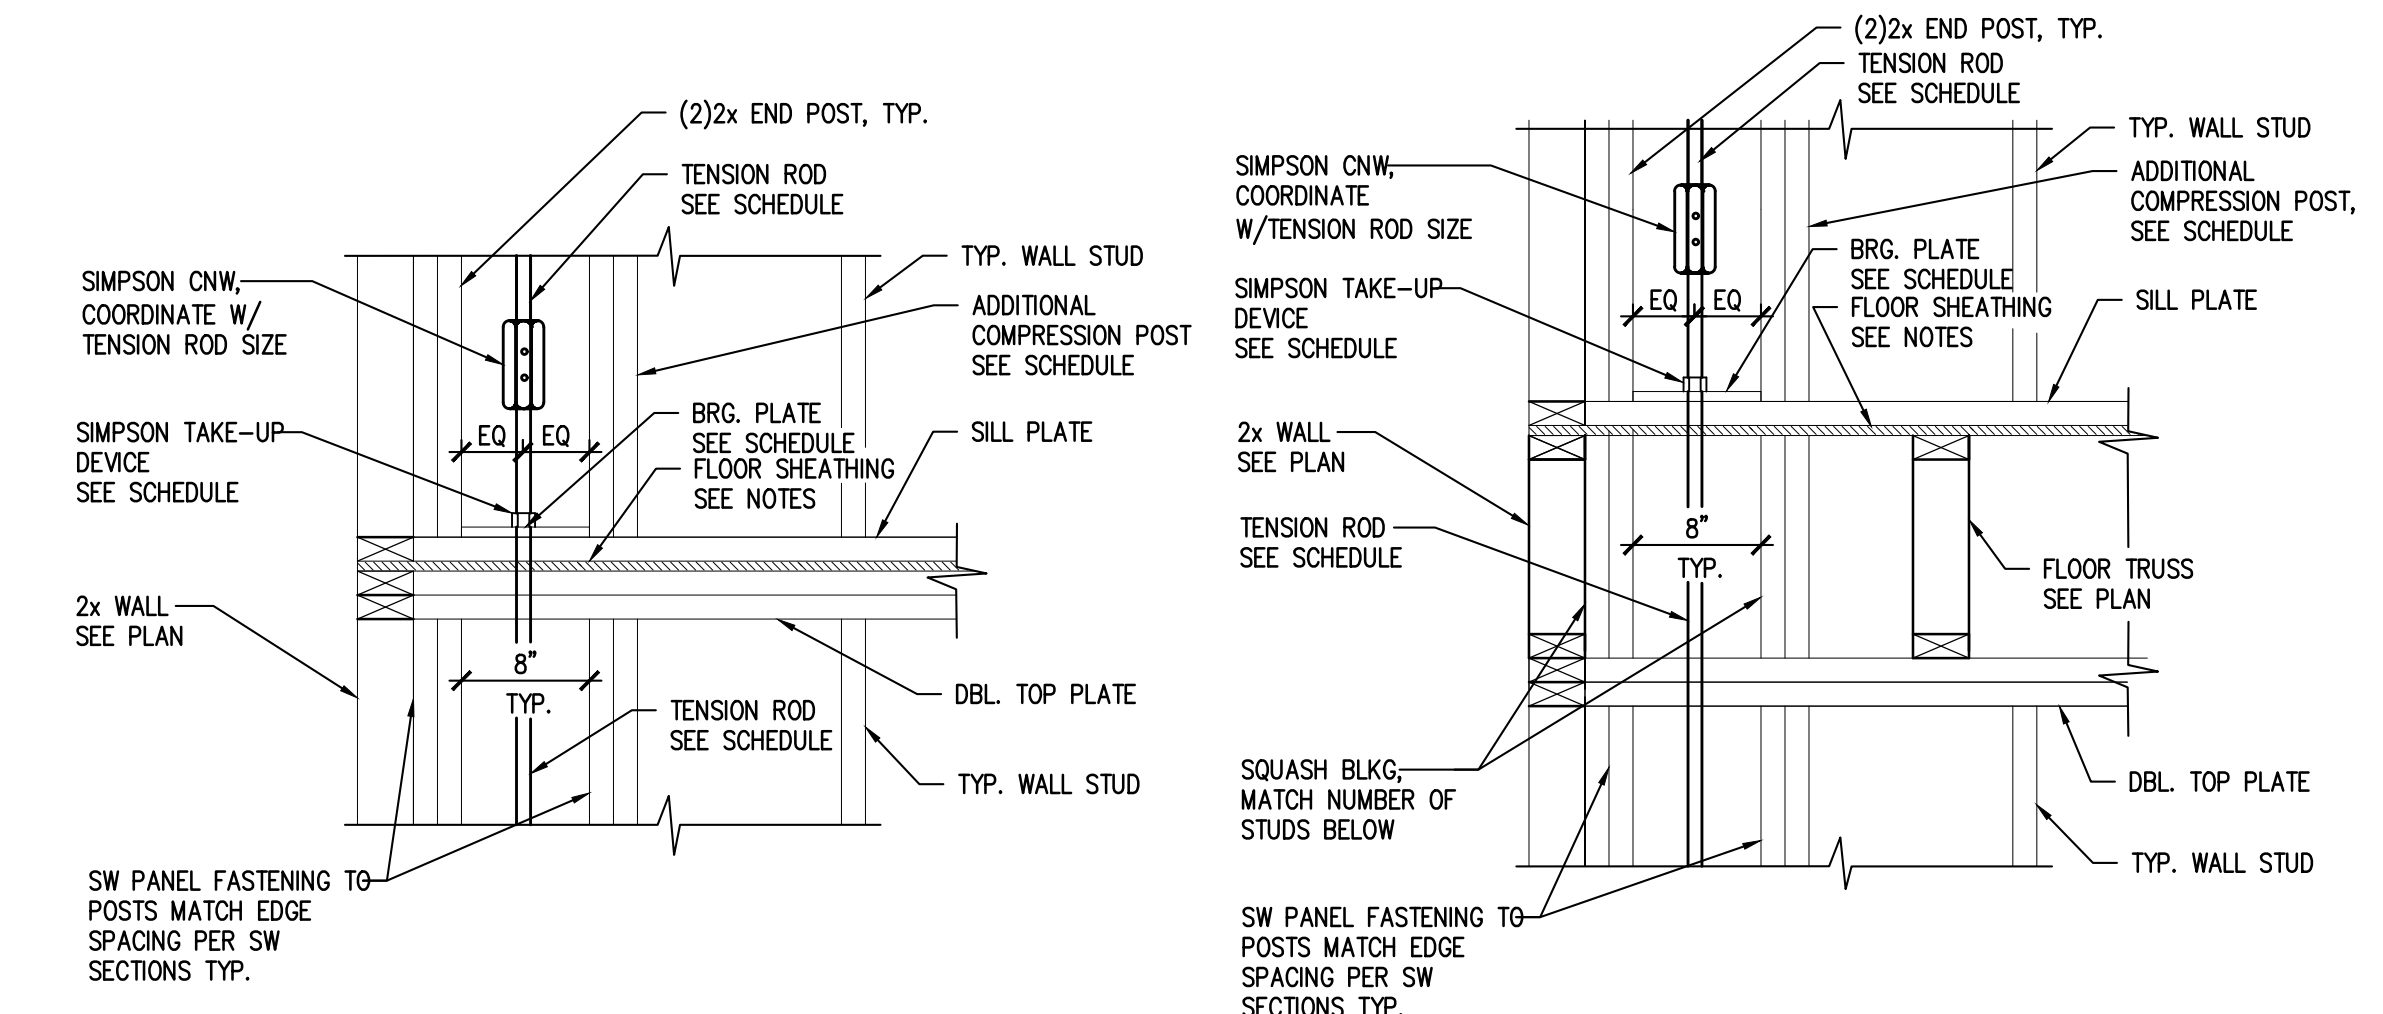 (2)2x END POST, TYP.
TENSION ROD
SEE SCHEDULE
TYP. WALL STUD
SIMPSON CNW,
COORDINATE W/
TENSION ROD SIZE
ADDITIONAL
COMPRESSION POST
SEE SCHEDULE
BRG. PLATE
SEE SCHEDULE
FLOOR SHEATHING
SEE NOTES
EQ EQ
SIMPSON TAKE-UP
DEVICE
SEE SCHEDULE
SILL PLATE
2x WALL
SEE PLAN
8"
TYP.
DBL. TOP PLATE
TENSION ROD
SEE SCHEDULE
TYP. WALL STUD
SW PANEL FASTENING TO
POSTS MATCH EDGE
SPACING PER SW
SECTIONS TYP.
(2)2x END POST, TYP.
TENSION ROD
SEE SCHEDULE
TYP. WALL STUD
SIMPSON CNW,
COORDINATE
W/TENSION ROD SIZE
ADDITIONAL
COMPRESSION POST,
SEE SCHEDULE
BRG. PLATE
SEE SCHEDULE
FLOOR SHEATHING
SEE NOTES
SIMPSON TAKE-UP
DEVICE
SEE SCHEDULE
EQ EQ
SILL PLATE
2x WALL
SEE PLAN
TENSION ROD
SEE SCHEDULE
8"
TYP.
FLOOR TRUSS
SEE PLAN
SQUASH BLKG,
MATCH NUMBER OF
STUDS BELOW
DBL. TOP PLATE
TYP. WALL STUD
SW PANEL FASTENING TO
POSTS MATCH EDGE
SPACING PER SW
SECTIONS TYP.